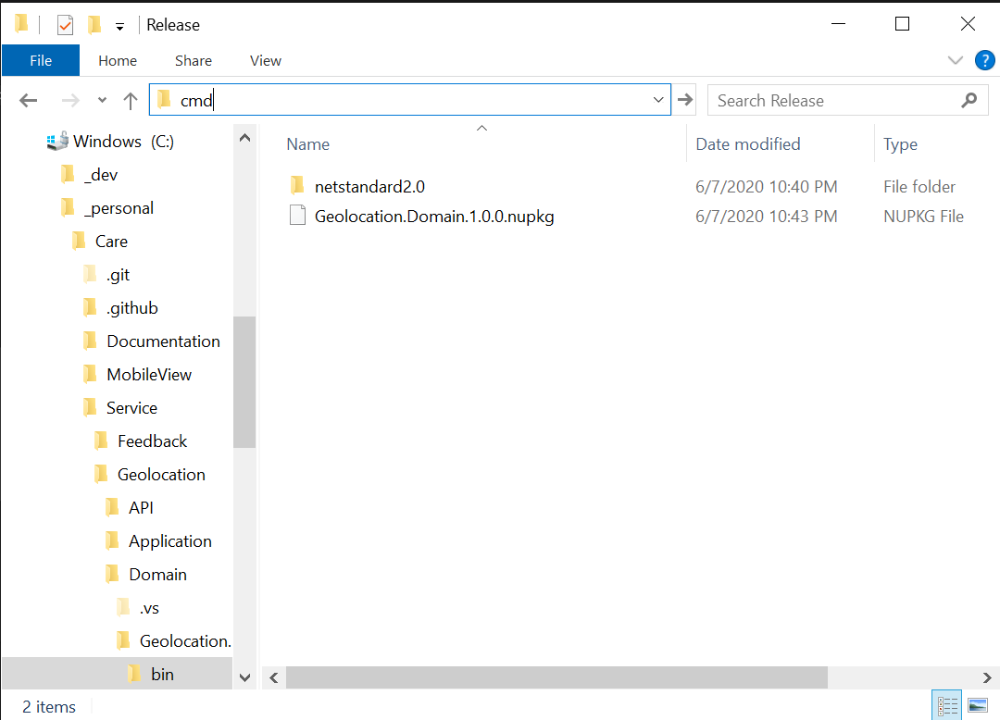 Release
File Home Share View
?
cmd
Search Release
Windows (C:)
_dev
_personal
Care
.git
.github
Documentation
MobileView
Service
Feedback
Geolocation
API
Application
Domain
.vs
Geolocation.
bin
Name Date modified Type
netstandard2.0 6/7/2020 10:40 PM File folder
Geolocation.Domain.1.0.0.nupkg 6/7/2020 10:43 PM NUPKG File
2 items